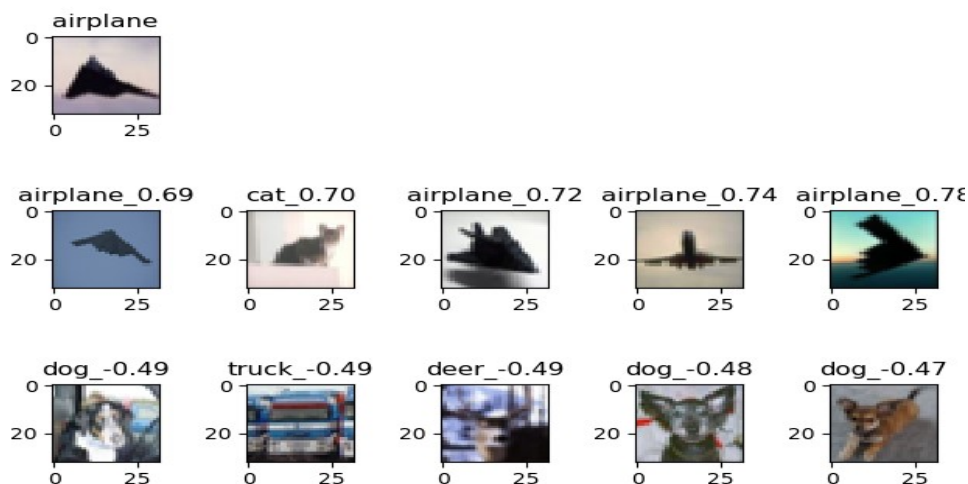 airplane
0
20
0 25
airplane_0.69 cat_0.70 airplane_0.72 airplane_0.74 airplane_0.78
0 0 0 0 0
20 20 20 20 20
0 25 0 25 0 25 0 25 0 25
dog_-0.49 truck_-0.49 deer_-0.49 dog_-0.48 dog_-0.47
0 0 0 0 0
20 20 20 20 20
0 25 0 25 0 25 0 25 0 25